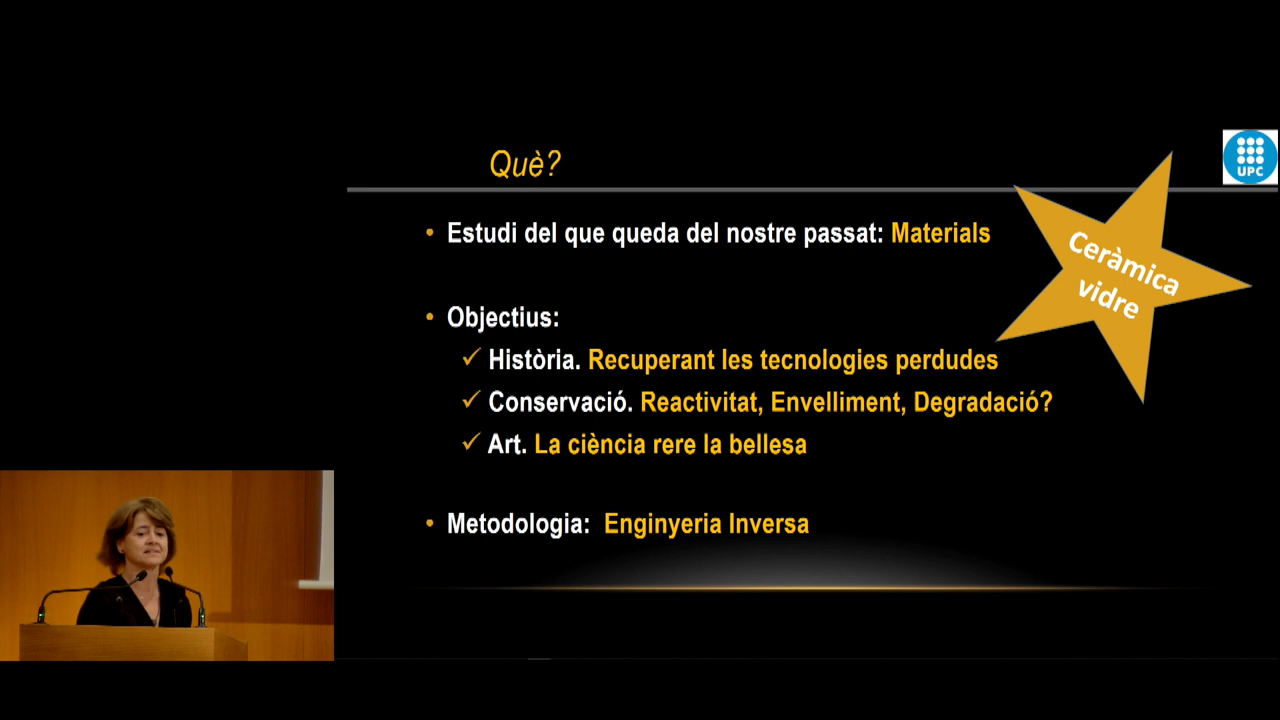 Què?
UPC
Estudi del que queda del nostre passat: Materials
Ceràmica
vidre
Objectius:
Història. Recuperant les tecnologies perdudes
Conservació. Reactivitat, Envelliment, Degradació?
Art. La ciència rere la bellesa
Metodologia: Enginyeria Inversa